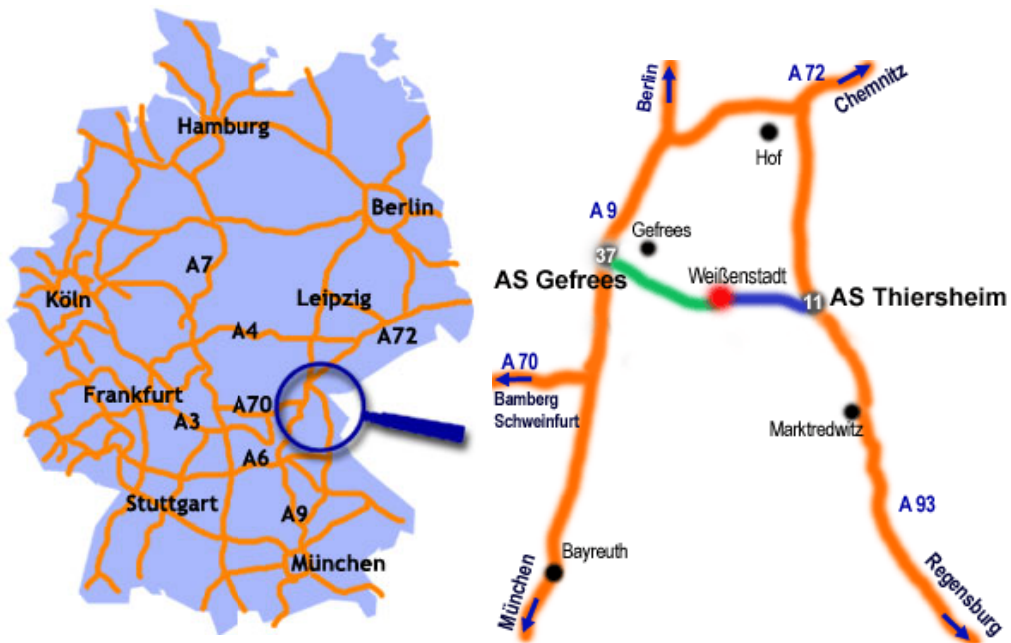 Hamburg
Berlin
A7
Köln
Leipzig
A4
A72
Frankfurt
A70
A3
A6
Stuttgart
A9
München
Berlin
A 72
Chemnitz
Hof
A 9
Gefrees
37
AS Gefrees
Weißenstadt
11
AS Thiersheim
A 70
Bamberg
Schweinfurt
Marktredwitz
A 93
Bayreuth
München
Regensburg